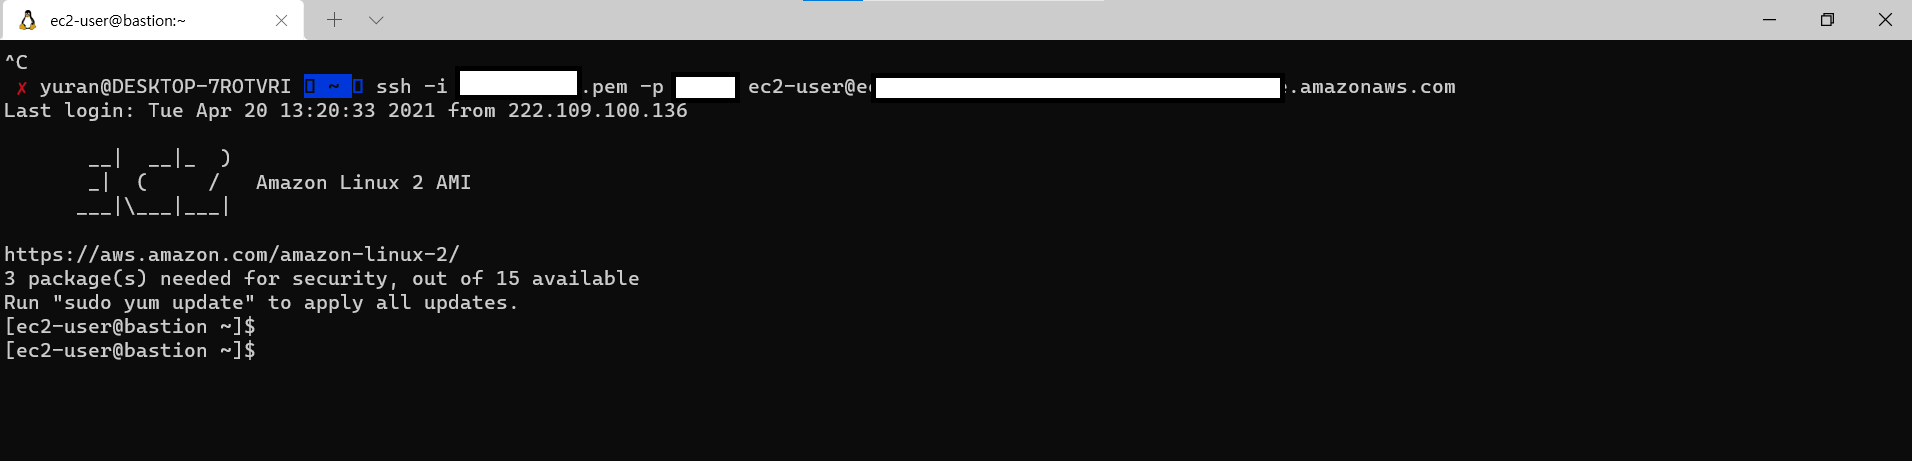 ec2-user@bastion:~
^C
✗ yuran@DESKTOP-7ROTVRI ~ ssh -i .pem -p ec2-user@e .amazonaws.com
Last login: Tue Apr 20 13:20:33 2021 from 222.109.100.136
__|  __|_  )
_|  (     /   Amazon Linux 2 AMI
___|\___|___|
https://aws.amazon.com/amazon-linux-2/
3 package(s) needed for security, out of 15 available
Run "sudo yum update" to apply all updates.
[ec2-user@bastion ~]$
[ec2-user@bastion ~]$